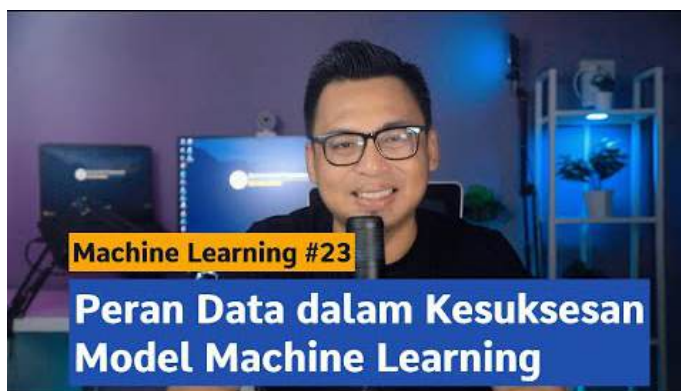 Machine Learning #23
Peran Data dalam Kesuksesan
Model Machine Learning